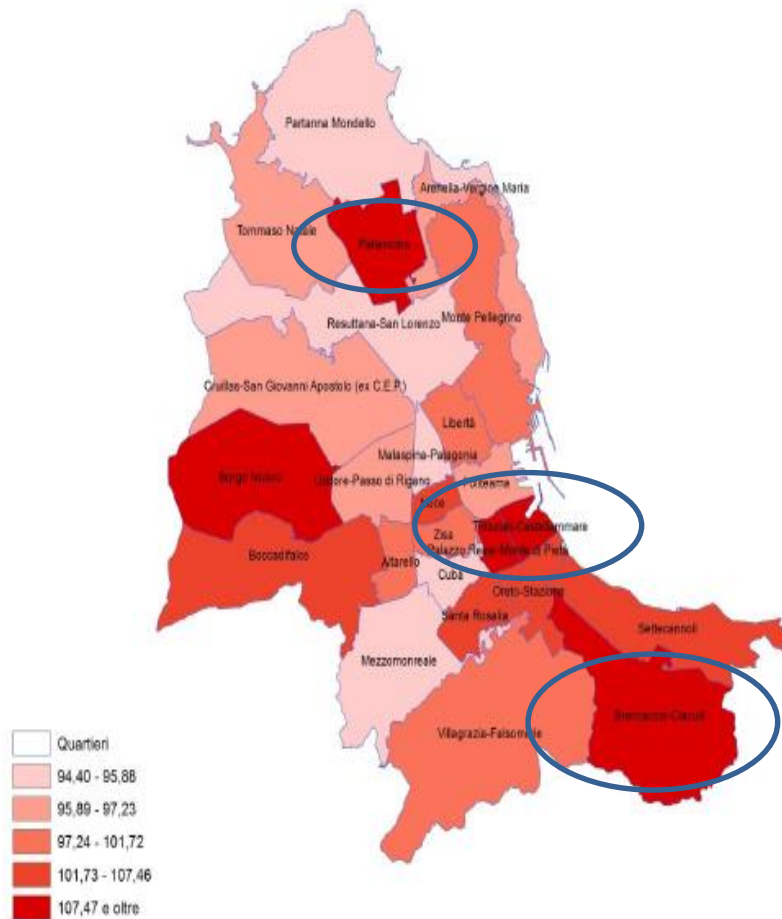 Partanna Mondello
Arenella-Vergine Maria
Tommaso Natale
Pallavicino
Resuttana-San Lorenzo
Monte Pellegrino
Cruillas-San Giovanni Apostolo (ex C.E.P.)
Libertà
Malaspina-Palagonia
Borgo Nuovo
Uditore-Passo di Rigano
Politeama
Noce
Tribunali-Castellammare
Zisa
Palazzo Reale-Monte di Pietà
Boccadifalco
Altarello
Cuba
Oreto-Stazione
Santa Rosalia
Settecannoli
Mezzomonreale
Brancaccio-Ciaculli
Villagrazia-Falsomiele
Quartieri
94,40 - 95,88
95,89 - 97,23
97,24 - 101,72
101,73 - 107,46
107,47 e oltre